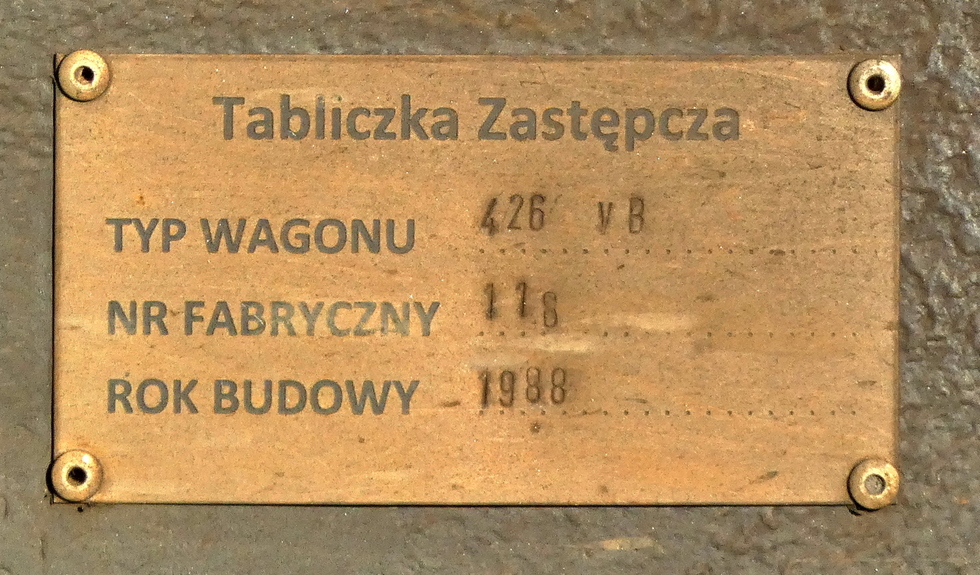 Tabliczka Zastępcza
TYP WAGONU 426 VB
NR FABRYCZNY 118
ROK BUDOWY 1988